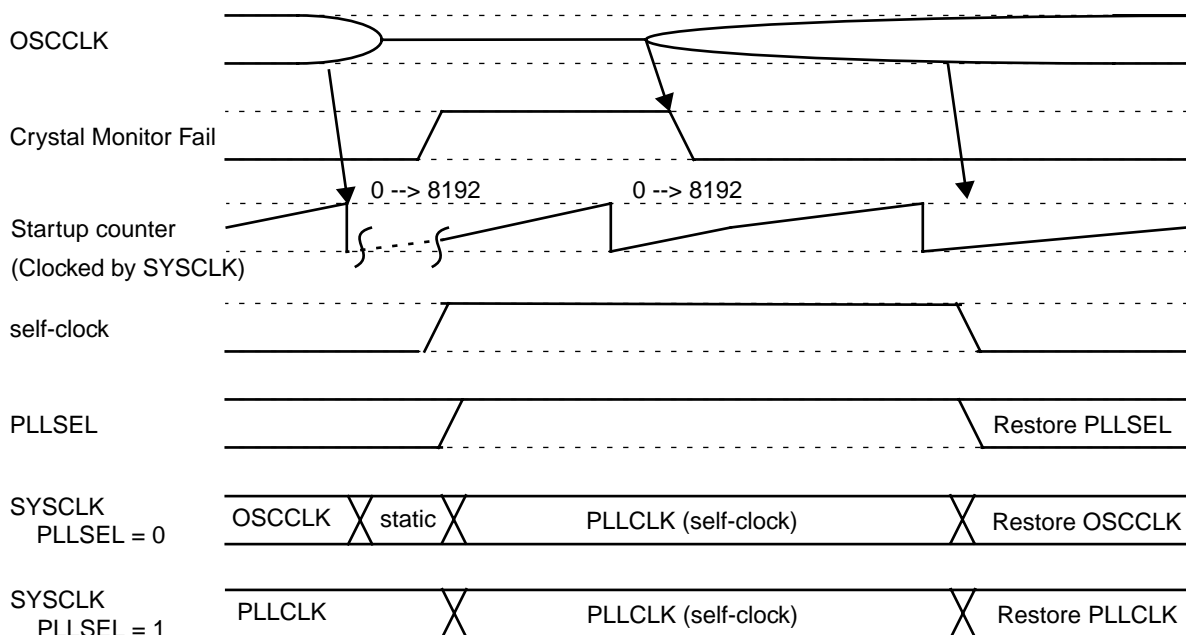 OSCCLK
Crystal Monitor Fail
0 --> 8192 0 --> 8192
Startup counter
(Clocked by SYSCLK)
self-clock
PLLSEL Restore PLLSEL
SYSCLK
PLLSEL = 0
OSCCLK static PLLCLK (self-clock) Restore OSCCLK
SYSCLK
PLLSEL = 1
PLLCLK PLLCLK (self-clock) Restore PLLCLK